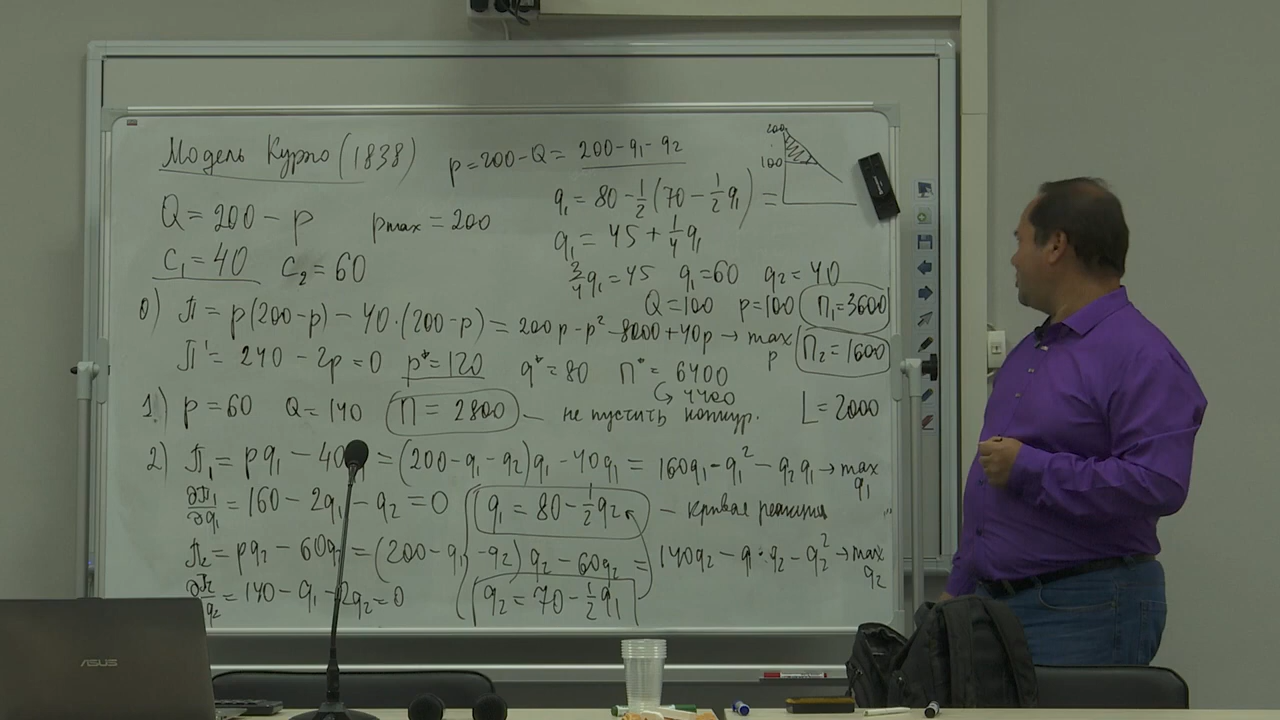 Модель Курно (1838)
p = 200 - Q = 200 - q₁ - q₂
200
100
Q = 200 - p   p max = 200
q₁ = 80 - 1/2 (70 - 1/2 q₁) =
q₁ = 45 + 1/4 q₁
C₁ = 40   C₂ = 60
3/4 q₁ = 45   q₁ = 60   q₂ = 40
Q = 100   p = 100   П₁ = 3600
0) П = p(200 - p) - 40·(200 - p) = 200p - p² - 8000 + 40p → max p
П₂ = 1600
П' = 240 - 2p = 0   p* = 120   q* = 80   П* = 6400
↳ 4400
1) p = 60   Q = 140   П = 2800 — не пустить конкур.   L = 2000
2) П₁ = pq₁ - 40q₁ = (200 - q₁ - q₂)q₁ - 40q₁ = 160q₁ - q₁² - q₂q₁ → max q₁
∂П₁/∂q₁ = 160 - 2q₁ - q₂ = 0   q₁ = 80 - 1/2 q₂ — кривая реакции
П₂ = pq₂ - 60q₂ = (200 - q₁ - q₂) q₂ - 60q₂ = 140q₂ - q₁·q₂ - q₂² → max q₂
∂П₂/q₂ = 140 - q₁ - 2q₂ = 0   q₂ = 70 - 1/2 q₁
ASUS